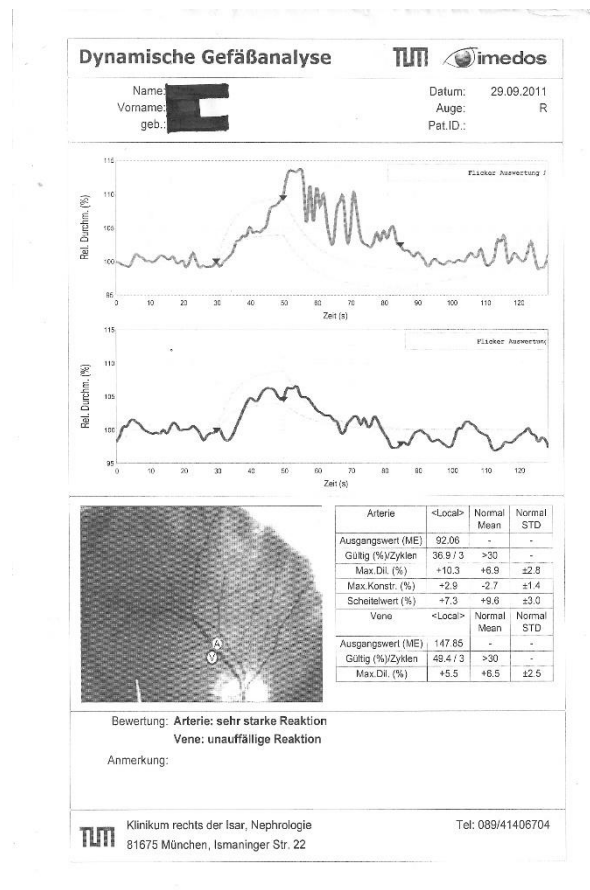 Dynamische Gefäßanalyse TUM imedos
Name: Datum: 29.09.2011
Vorname: Auge: R
geb.: Pat.ID.:
115
110
105
100
95
Rel. Durchm. (%)
Flicker Auswertung /
0 10 20 30 40 50 60 70 80 90 100 110 120
Zeit (s)
115
110
105
100
95
Rel. Durchm. (%)
Flicker Auswertung
0 10 20 30 40 50 60 70 80 90 100 110 120
Zeit (s)
A
V
Arterie <Local> Normal Mean Normal STD
Ausgangswert (ME) 92.06 - -
Gültig (%)/Zyklen 36.9 / 3 >30 -
Max.Dil. (%) +10.3 +6.9 ±2.8
Max.Konstr. (%) +2.9 -2.7 ±1.4
Scheitelwert (%) +7.3 +9.6 ±3.0
Vene <Local> Normal Mean Normal STD
Ausgangswert (ME) 147.85 - -
Gültig (%)/Zyklen 49.4 / 3 >30 -
Max.Dil. (%) +5.5 +6.5 ±2.5
Bewertung: Arterie: sehr starke Reaktion
Vene: unauffällige Reaktion
Anmerkung:
TUM Klinikum rechts der Isar, Nephrologie Tel: 089/41406704
81675 München, Ismaninger Str. 22